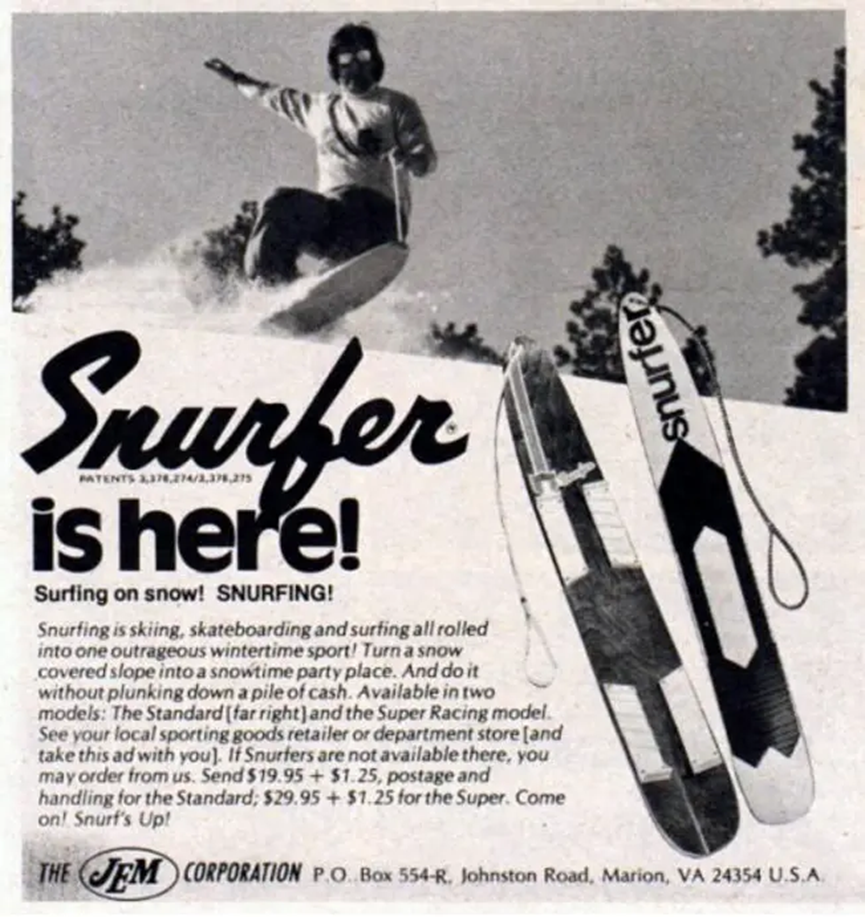 snurfer
Snurfer®
PATENTS 3,378,274/3,378,275
is here!
Surfing on snow! SNURFING!
Snurfing is skiing, skateboarding and surfing all rolled
into one outrageous wintertime sport! Turn a snow
covered slope into a snowtime party place. And do it
without plunking down a pile of cash. Available in two
models: The Standard [far right] and the Super Racing model.
See your local sporting goods retailer or department store [and
take this ad with you]. If Snurfers are not available there, you
may order from us. Send $19.95 + $1.25, postage and
handling for the Standard; $29.95 + $1.25 for the Super. Come
on! Snurf's Up!
THE JEM CORPORATION P.O. Box 554-R, Johnston Road, Marion, VA 24354 U.S.A.